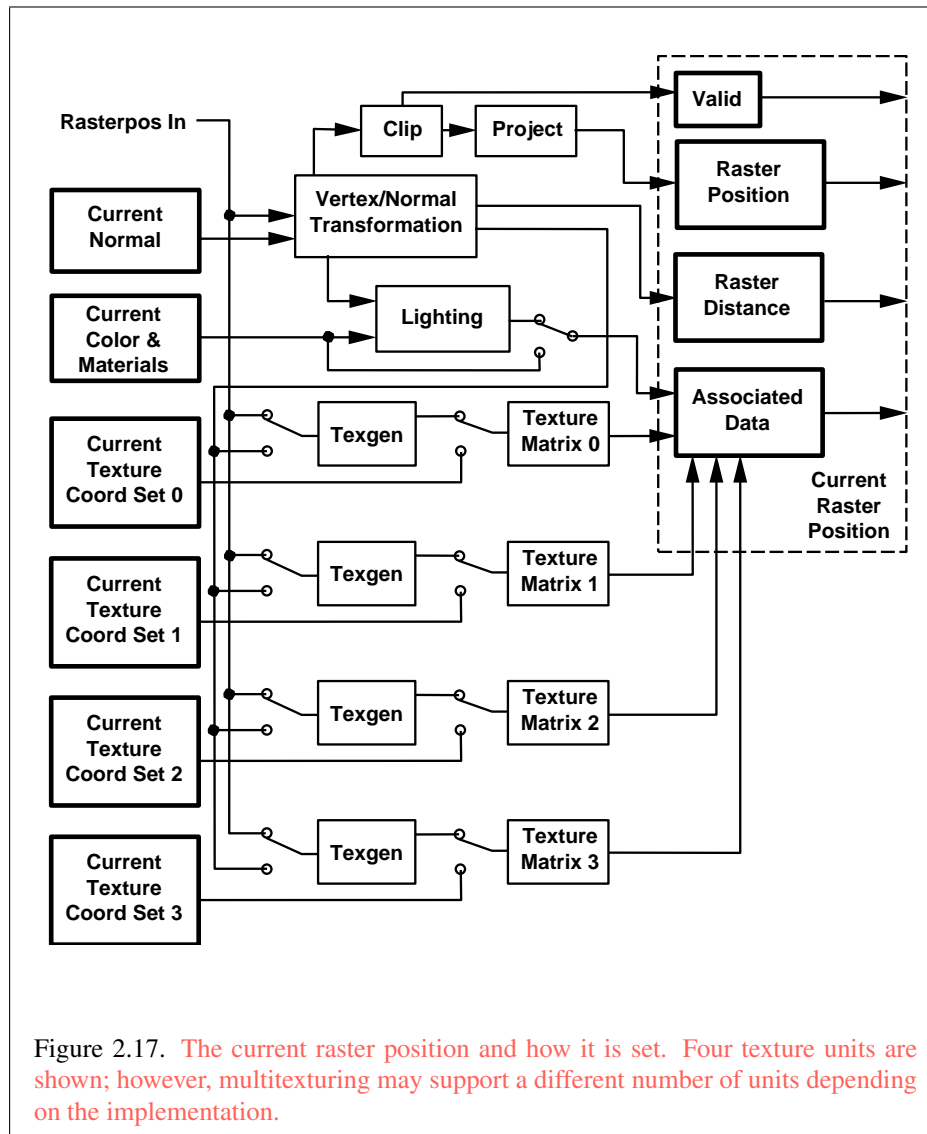 Rasterpos In
Clip
Project
Valid
Current
Normal
Vertex/Normal
Transformation
Raster
Position
Current
Color &
Materials
Lighting
Raster
Distance
Current
Texture
Coord Set 0
Texgen
Texture
Matrix 0
Associated
Data
Current
Raster
Position
Current
Texture
Coord Set 1
Texgen
Texture
Matrix 1
Current
Texture
Coord Set 2
Texgen
Texture
Matrix 2
Current
Texture
Coord Set 3
Texgen
Texture
Matrix 3
Figure 2.17. The current raster position and how it is set. Four texture units are
shown; however, multitexturing may support a different number of units depending
on the implementation.